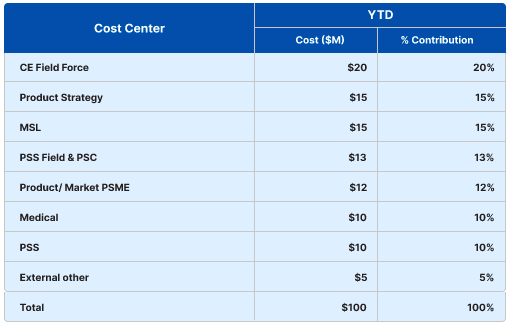 Cost Center
YTD
Cost ($M) % Contribution
CE Field Force $20 20%
Product Strategy $15 15%
MSL $15 15%
PSS Field & PSC $13 13%
Product/ Market PSME $12 12%
Medical $10 10%
PSS $10 10%
External other $5 5%
Total $100 100%